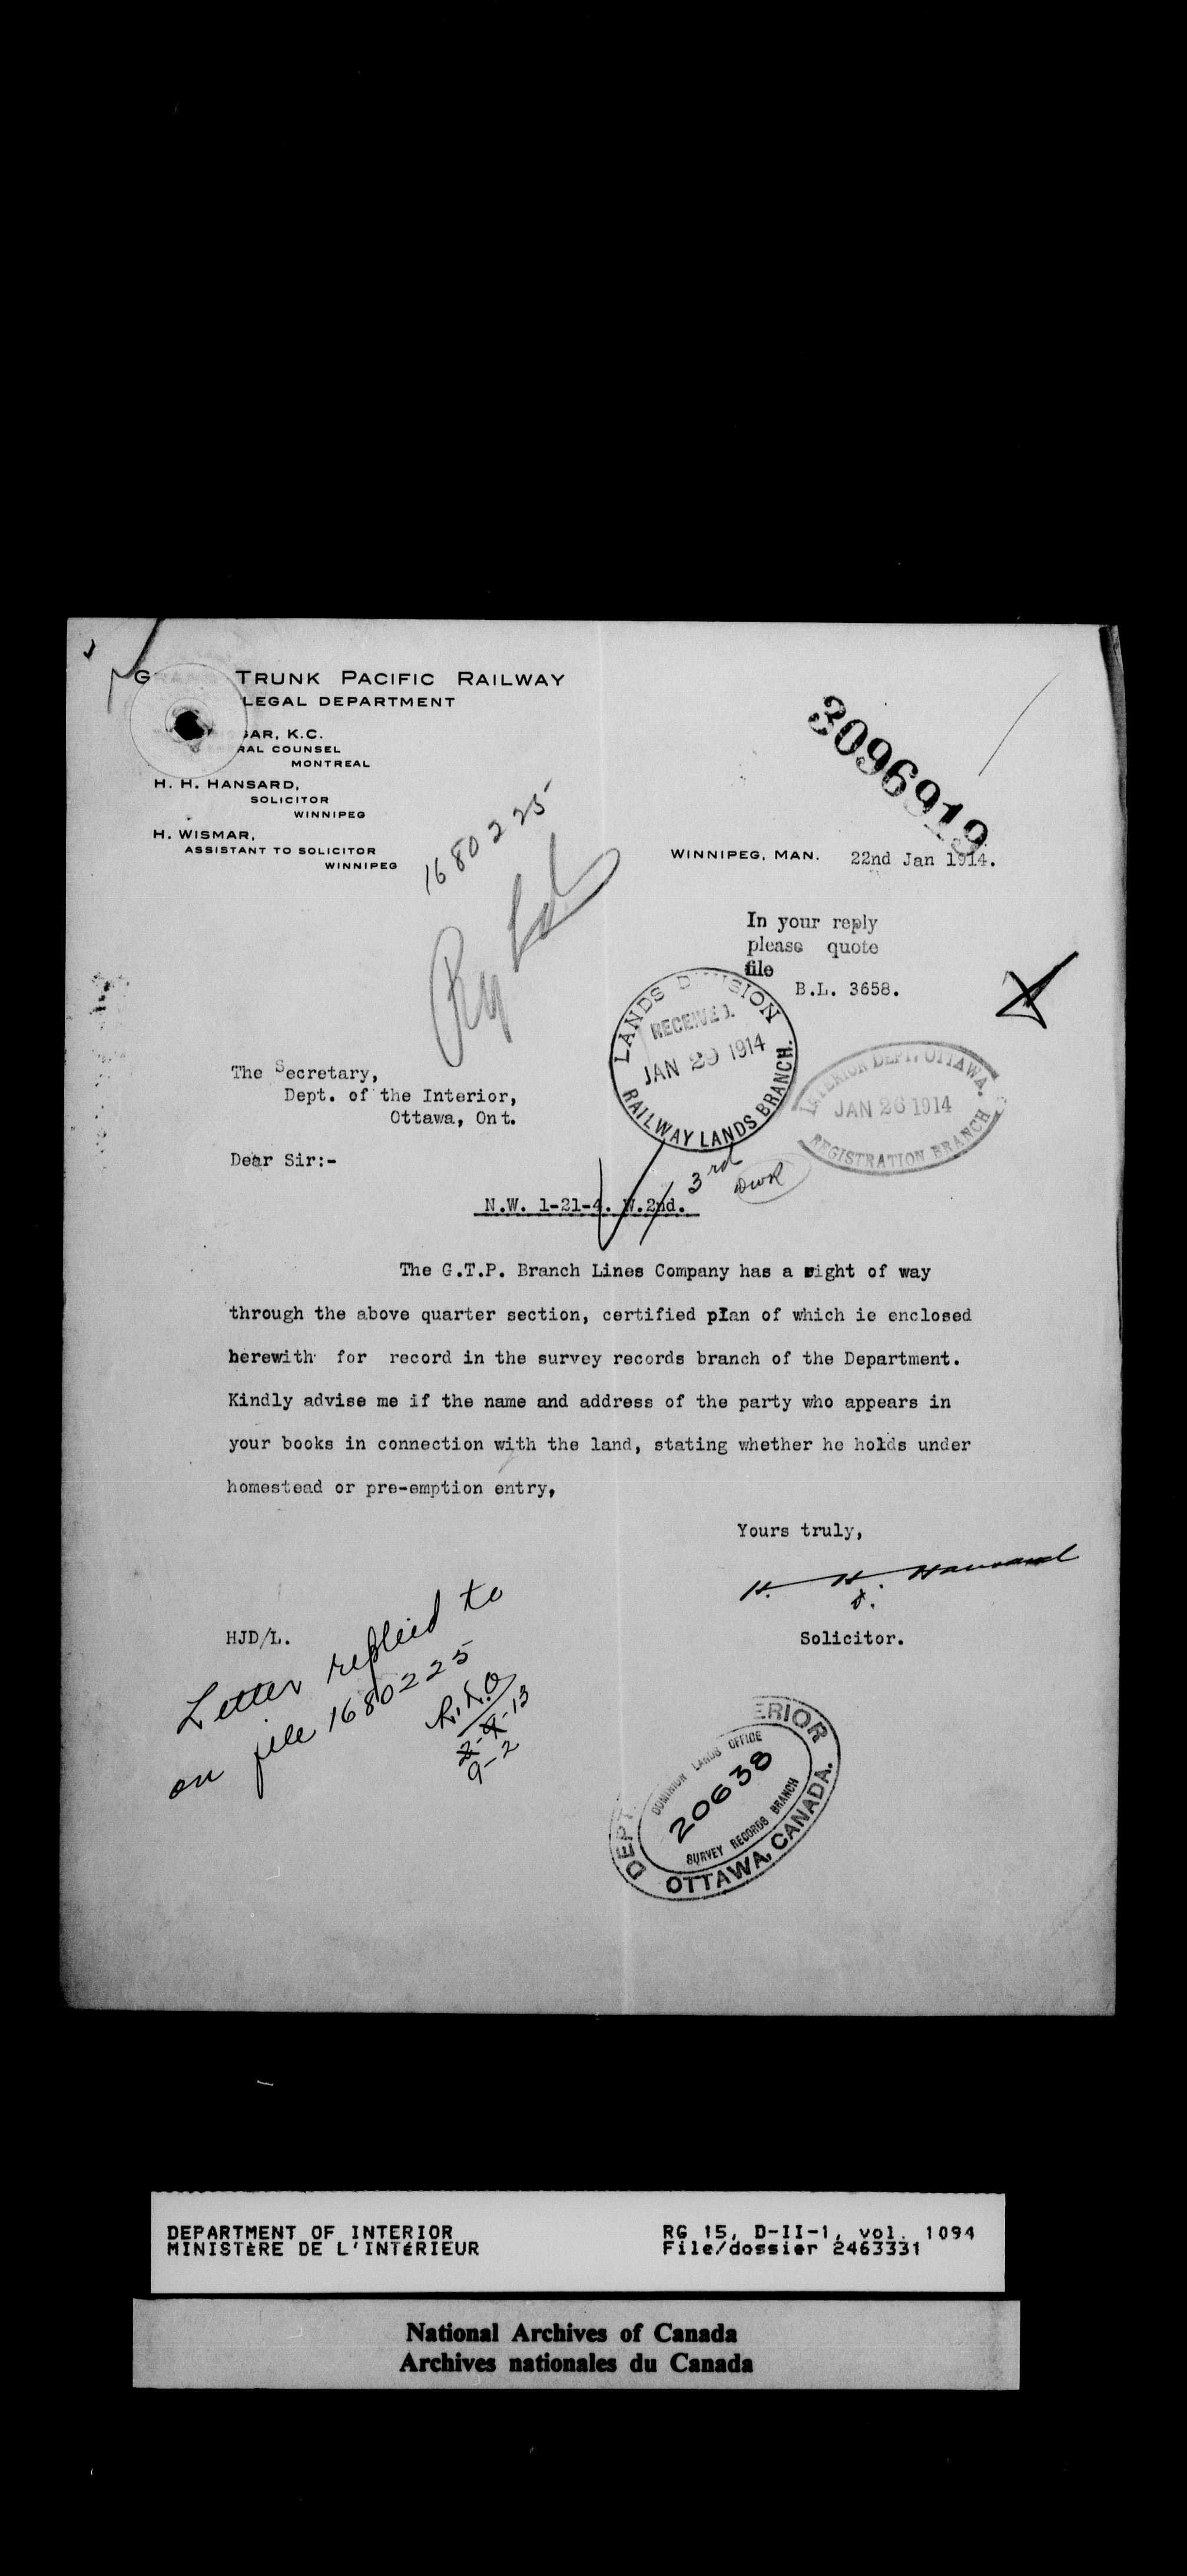 G TRUNK PACIFIC RAILWAY
LEGAL DEPARTMENT
AR, K.C.
RAL COUNSEL
MONTREAL
H. H. HANSARD,
SOLICITOR
WINNIPEG
H. WISMAR,
ASSISTANT TO SOLICITOR
WINNIPEG
3096919
1680225
WINNIPEG, MAN. 22nd Jan 1914.
In your reply
please quote
file
B.L. 3658.
LANDS DIVISION
RECEIVED
JAN 29 1914
RAILWAY LANDS BRANCH.
INTERIOR DEPT. OTTAWA.
JAN 26 1914
REGISTRATION BRANCH
The Secretary,
Dept. of the Interior,
Ottawa, Ont.
Dear Sir:-
3rd
N.W. 1-21-4. W.2nd.
The G.T.P. Branch Lines Company has a right of way
through the above quarter section, certified plan of which ie enclosed
herewith for record in the survey records branch of the Department.
Kindly advise me if the name and address of the party who appears in
your books in connection with the land, stating whether he holds under
homestead or pre-emption entry,
Yours truly,
H. H. Hansard
HJD/L.
Solicitor.
Letter replied to
on file 1680225
9-2
DEPT. ERIOR
DOMINION LANDS OFFICE
20638
SURVEY RECORDS BRANCH
OTTAWA, CANADA.
DEPARTMENT OF INTERIOR
MINISTÈRE DE L'INTÉRIEUR
RG 15, D-II-1, vol. 1094
File/dossier 2463331
National Archives of Canada
Archives nationales du Canada